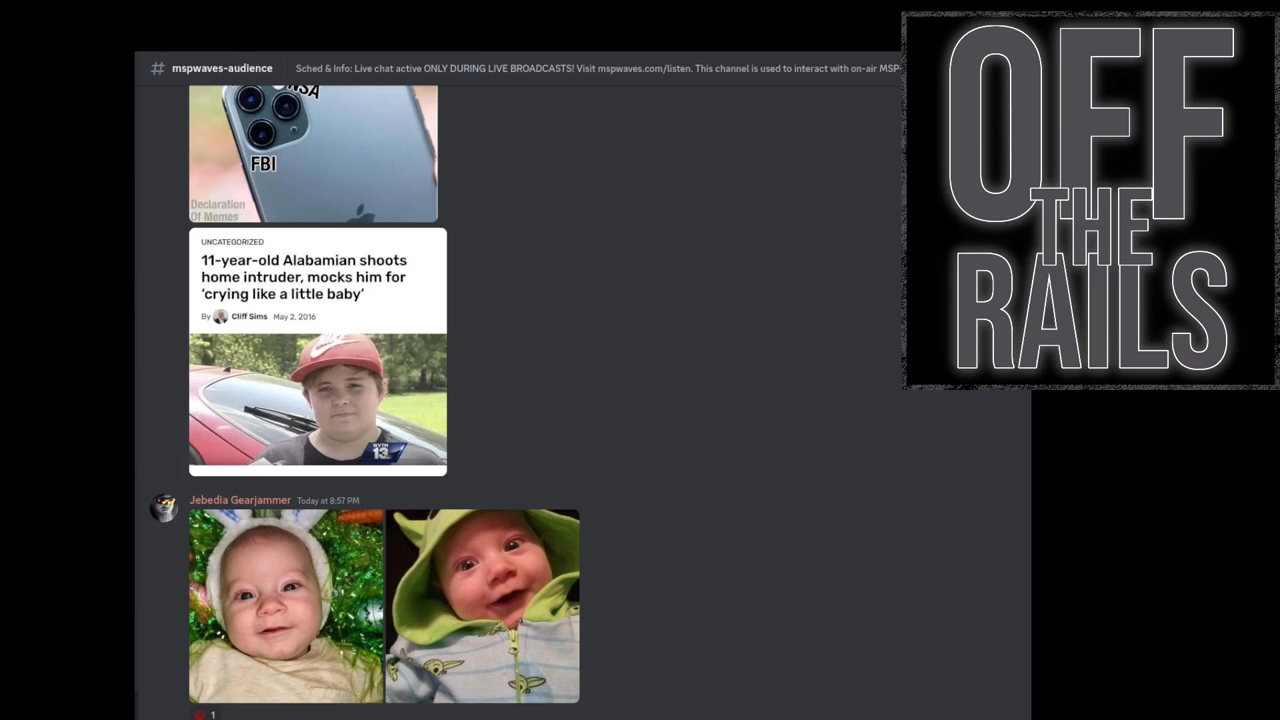 # mspwaves-audience
Sched & Info: Live chat active ONLY DURING LIVE BROADCASTS! Visit mspwaves.com/listen. This channel is used to interact with on-air MSP
OFF
THE
RAILS
NSA
FBI
Declaration
Of Memes
UNCATEGORIZED
11-year-old Alabamian shoots
home intruder, mocks him for
‘crying like a little baby’
By Cliff Sims May 2, 2016
13
Jebedia Gearjammer Today at 8:57 PM
1